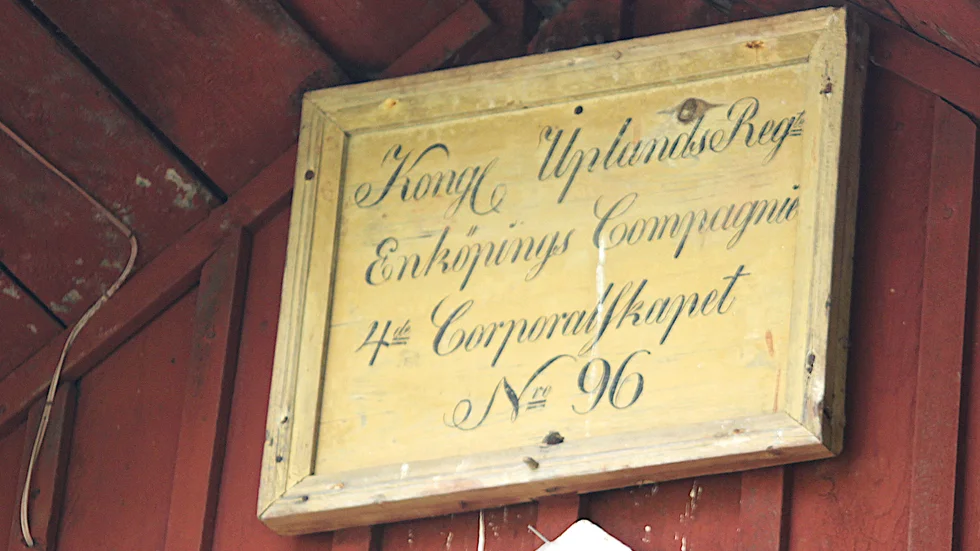 Kongl Uplands Regte
Enköpings Compagnie
4de Corporalſkapet
Nro 96